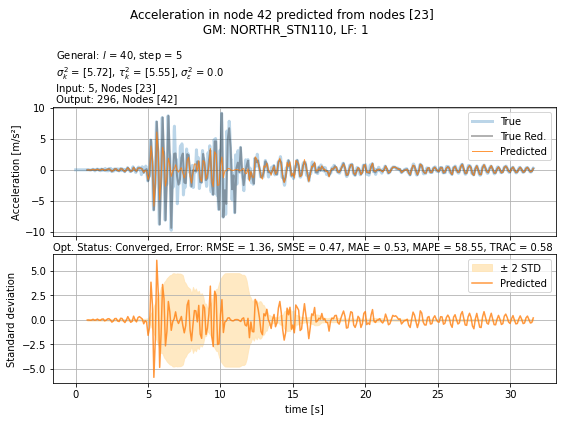 Acceleration in node 42 predicted from nodes [23]
GM: NORTHR_STN110, LF: 1
General: l = 40, step = 5
σ²ₖ = [5.72], τ²ₖ = [5.55], σ²ε = 0.0
Input: 5, Nodes [23]
Output: 296, Nodes [42]
Acceleration [m/s²]
10
5
0
−5
−10
True
True Red.
Predicted
Opt. Status: Converged, Error: RMSE = 1.36, SMSE = 0.47, MAE = 0.53, MAPE = 58.55, TRAC = 0.58
Standard deviation
5.0
2.5
0.0
−2.5
−5.0
± 2 STD
Predicted
0 5 10 15 20 25 30
time [s]